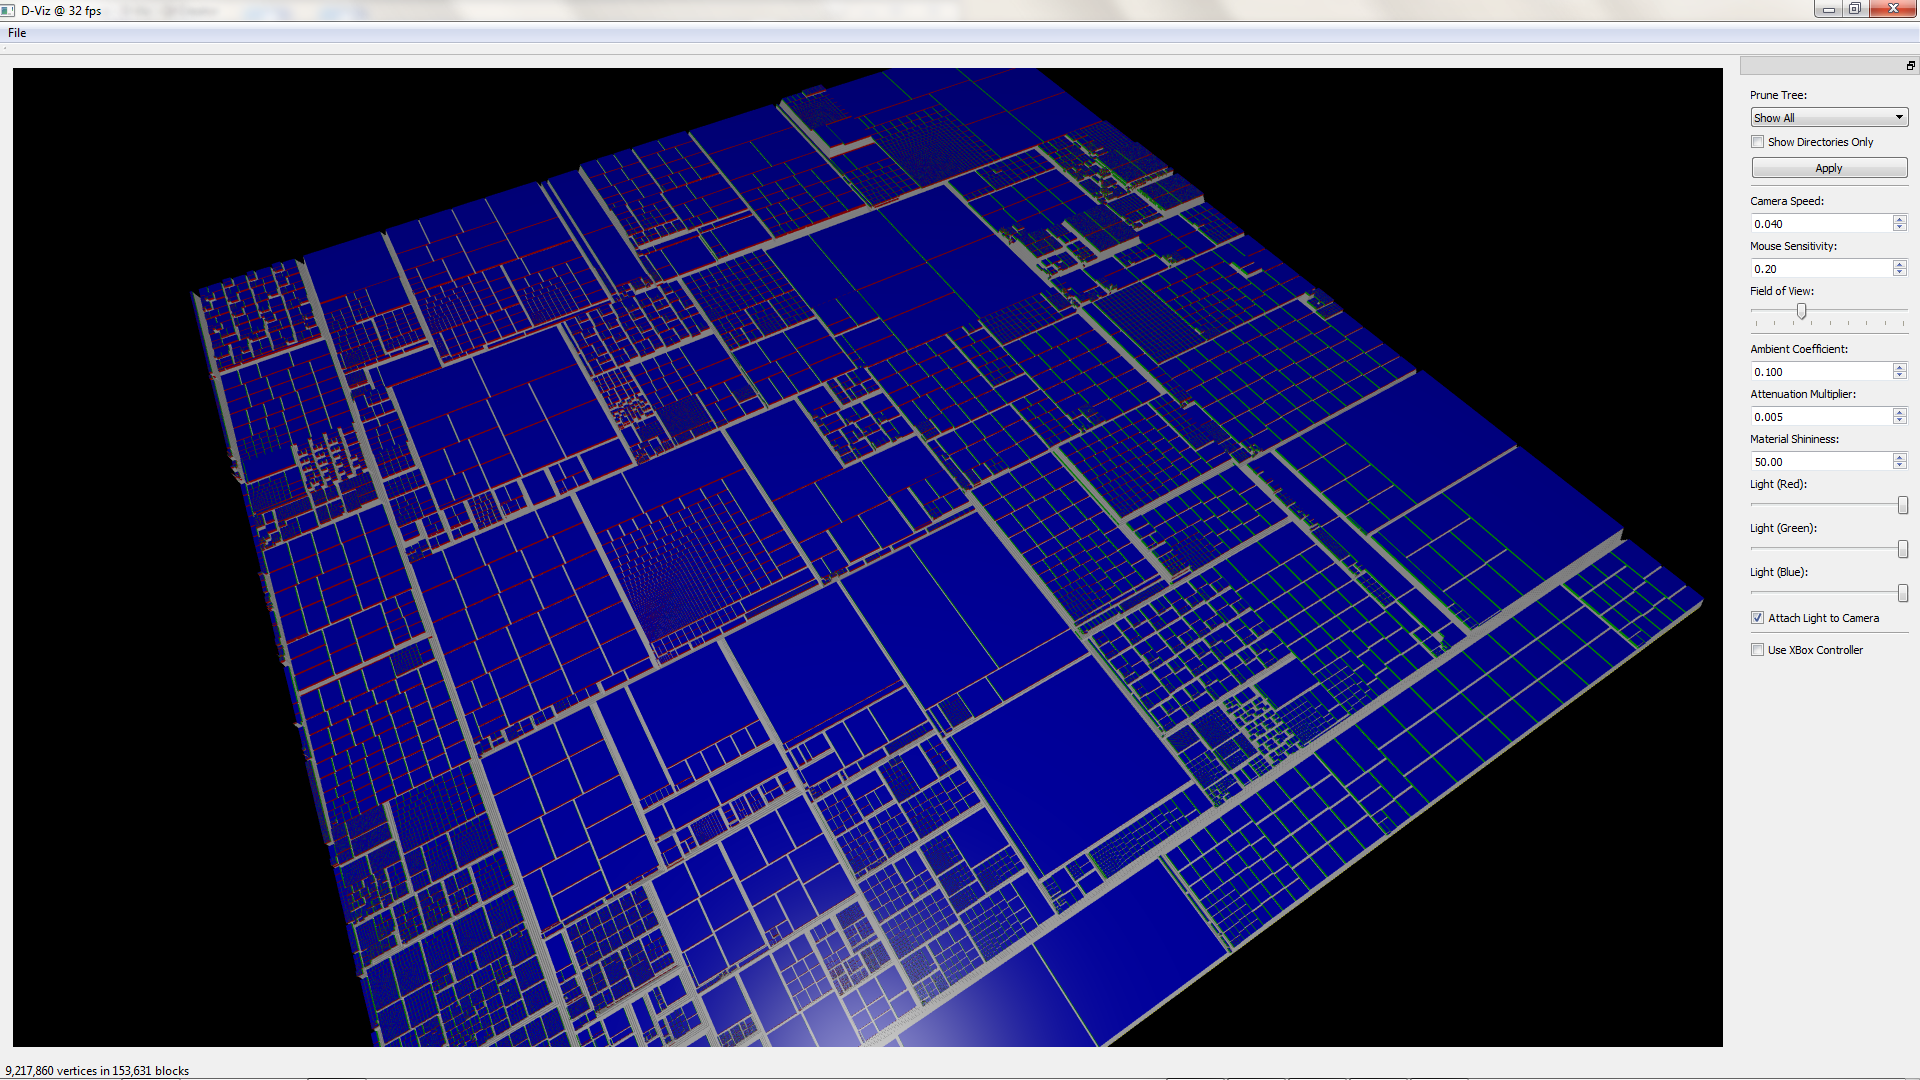 D-Viz @ 32 fps
File
Prune Tree:
Show All
Show Directories Only
Apply
Camera Speed:
0.040
Mouse Sensitivity:
0.20
Field of View:
Ambient Coefficient:
0.100
Attenuation Multiplier:
0.005
Material Shininess:
50.00
Light (Red):
Light (Green):
Light (Blue):
Attach Light to Camera
Use XBox Controller
9,217,860 vertices in 153,631 blocks